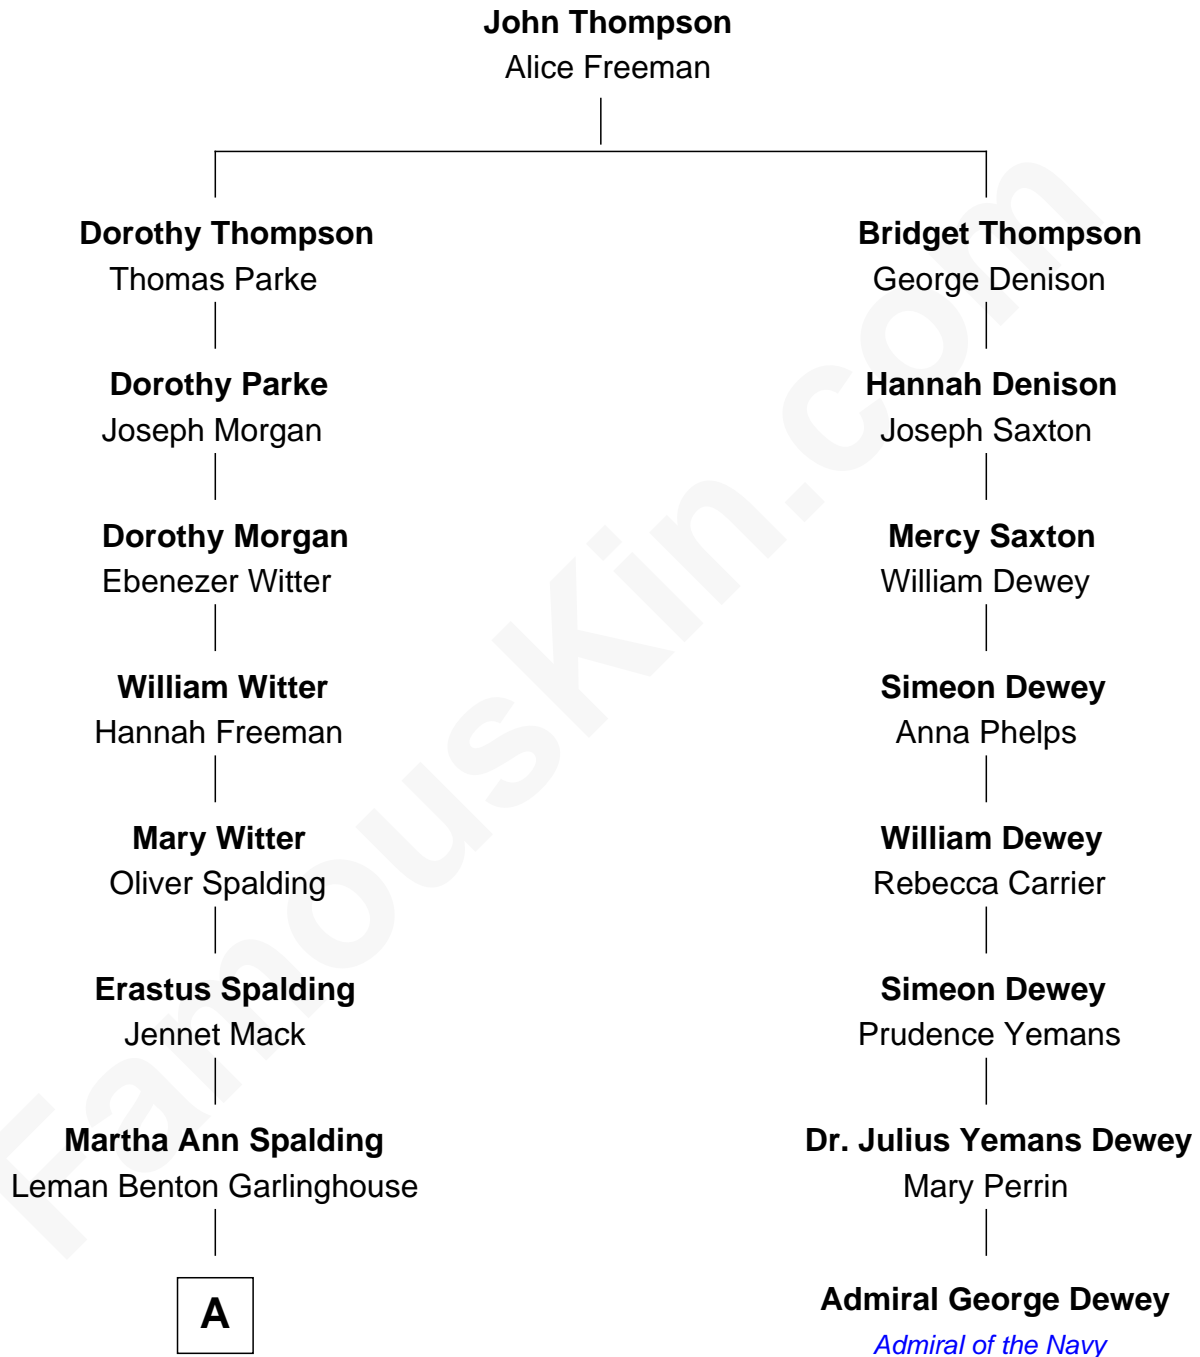 John Thompson
Alice Freeman
Dorothy Thompson
Thomas Parke
Bridget Thompson
George Denison
Dorothy Parke
Joseph Morgan
Hannah Denison
Joseph Saxton
Dorothy Morgan
Ebenezer Witter
Mercy Saxton
William Dewey
William Witter
Hannah Freeman
Simeon Dewey
Anna Phelps
Mary Witter
Oliver Spalding
William Dewey
Rebecca Carrier
Erastus Spalding
Jennet Mack
Simeon Dewey
Prudence Yemans
Martha Ann Spalding
Leman Benton Garlinghouse
Dr. Julius Yemans Dewey
Mary Perrin
A
Admiral George Dewey
Admiral of the Navy
FamousKin.com